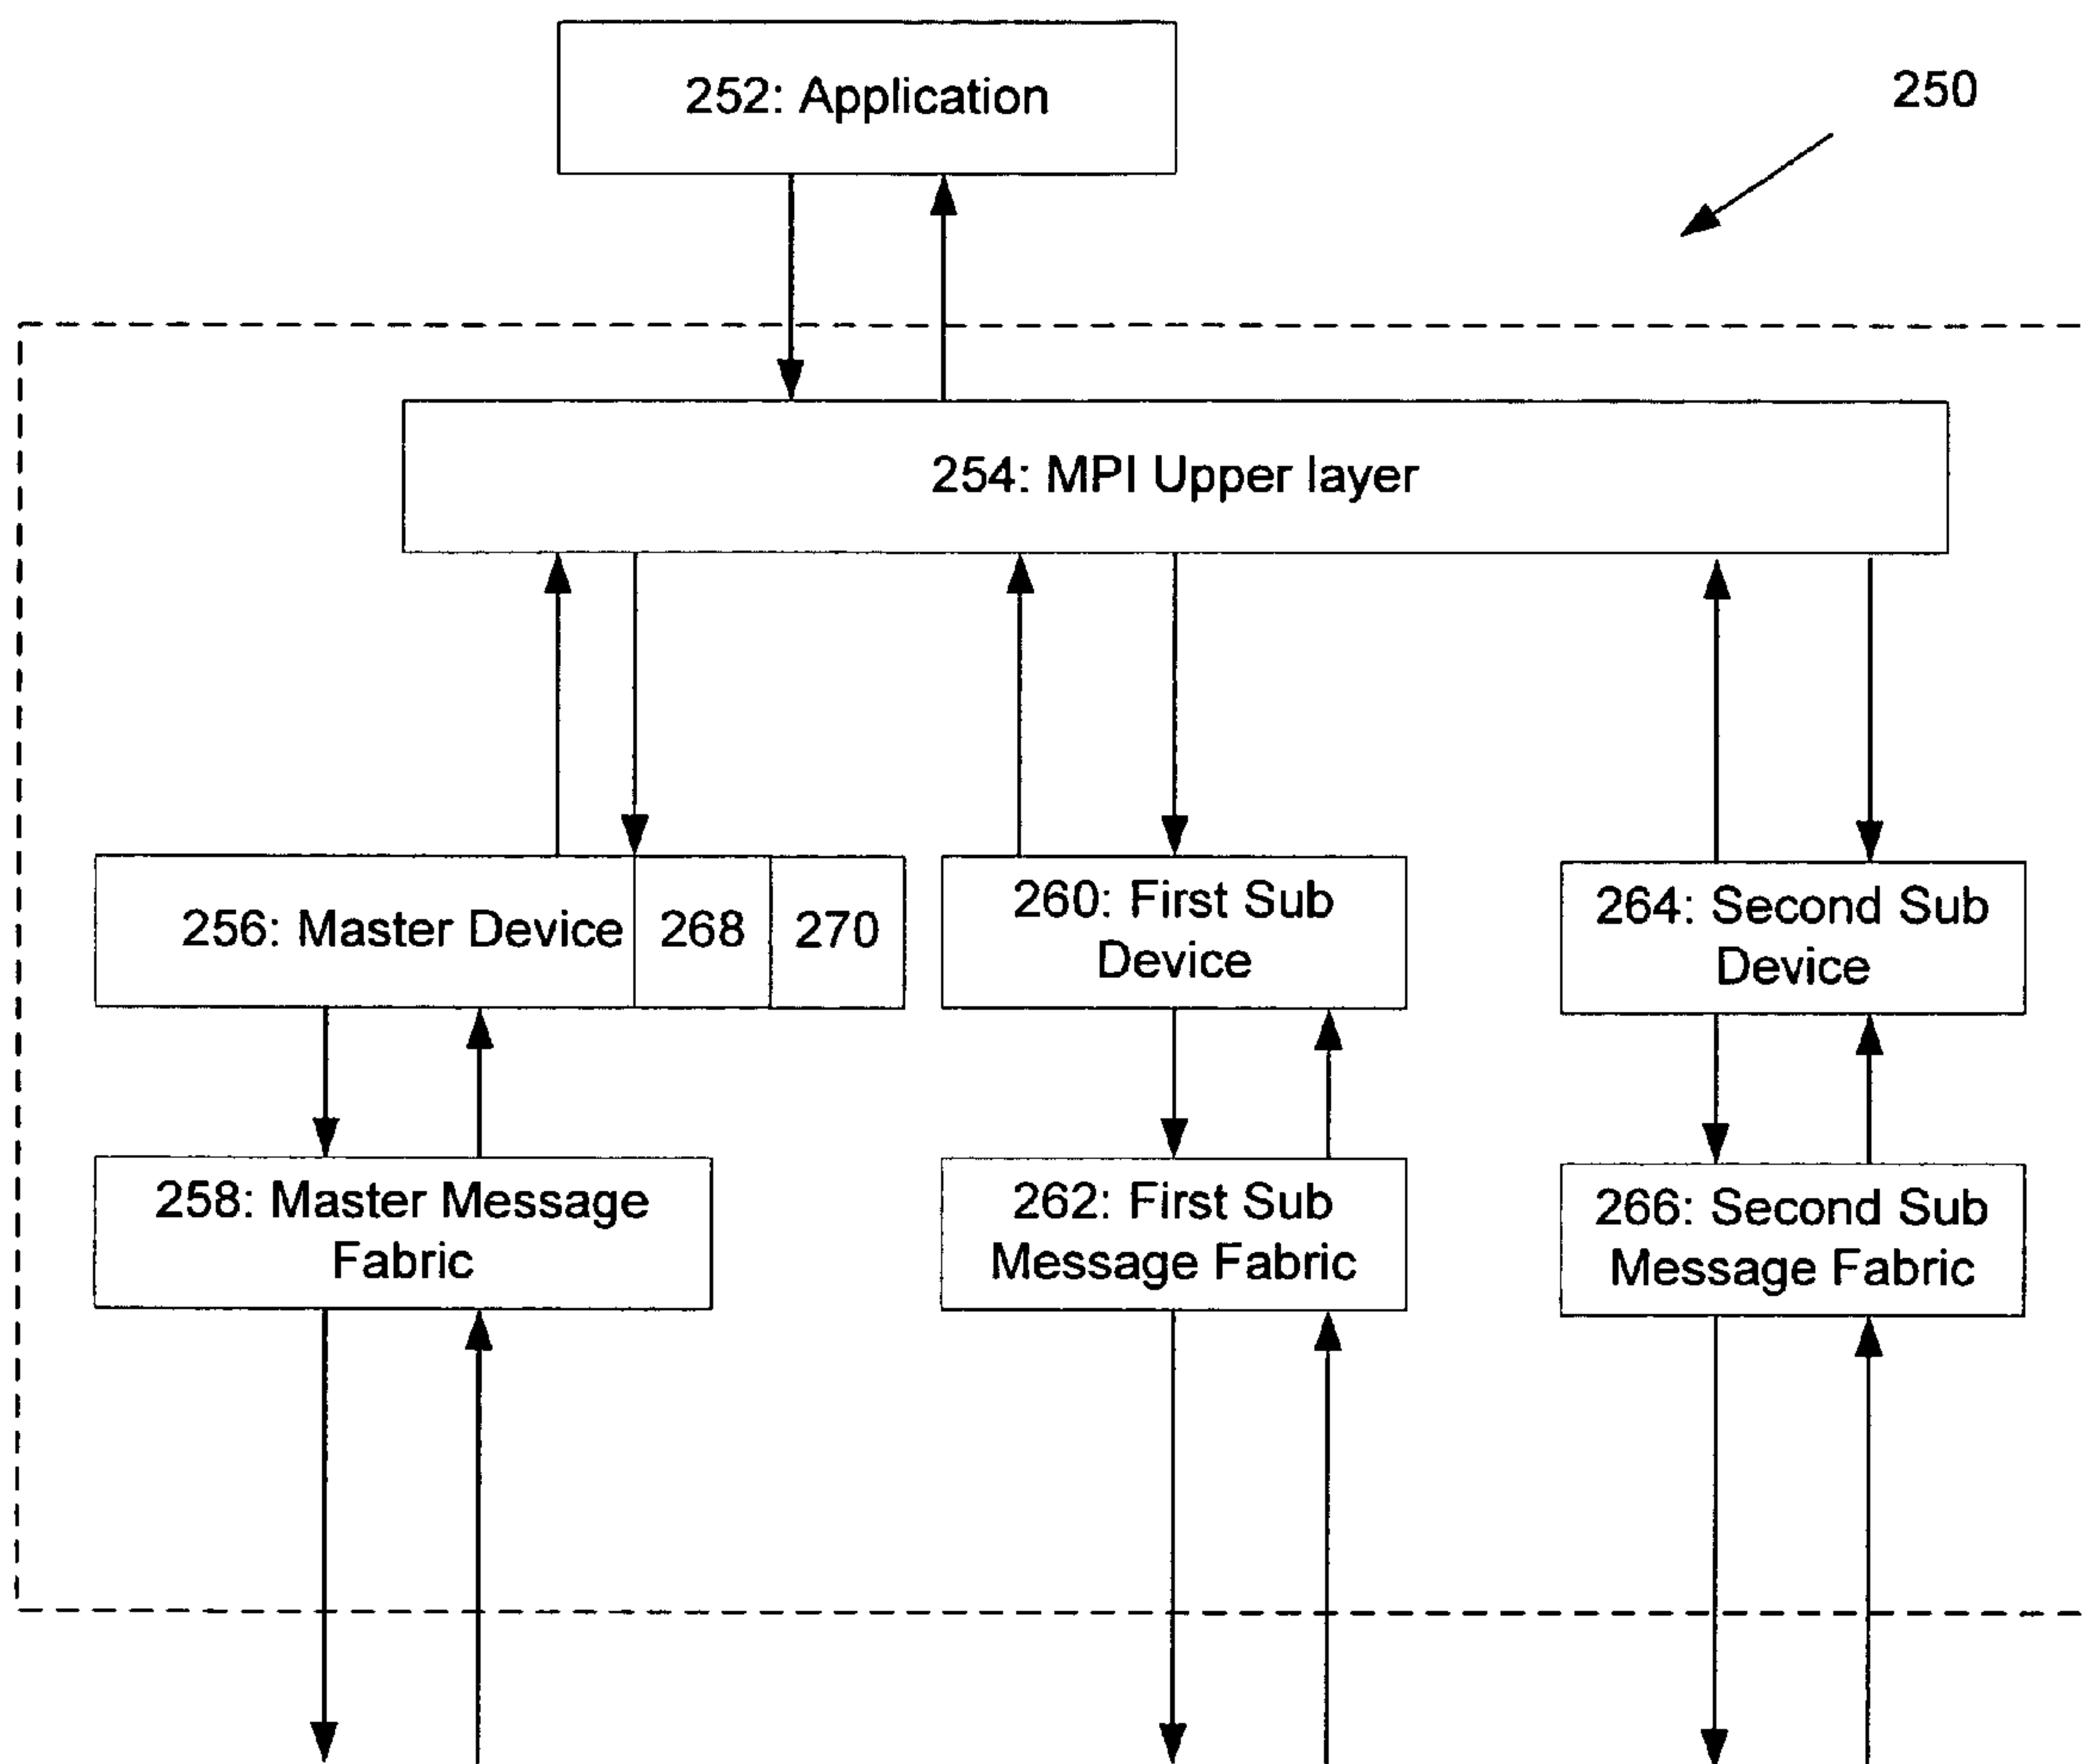 252: Application
250
254: MPI Upper layer
256: Master Device
268
270
260: First Sub
Device
264: Second Sub
Device
258: Master Message
Fabric
262: First Sub
Message Fabric
266: Second Sub
Message Fabric